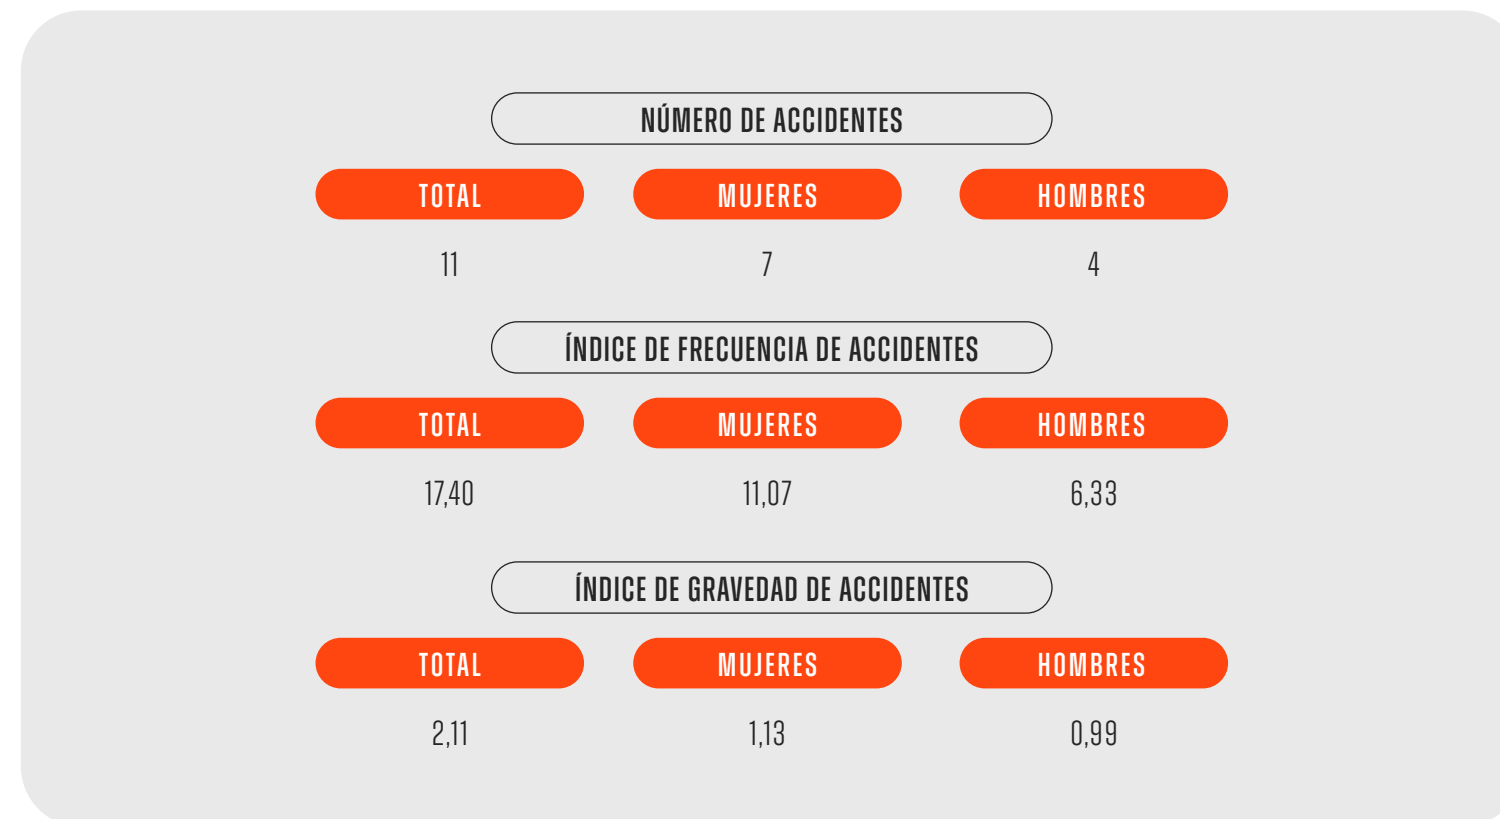 NÚMERO DE ACCIDENTES
TOTAL MUJERES HOMBRES
11 7 4
ÍNDICE DE FRECUENCIA DE ACCIDENTES
TOTAL MUJERES HOMBRES
17,40 11,07 6,33
ÍNDICE DE GRAVEDAD DE ACCIDENTES
TOTAL MUJERES HOMBRES
2,11 1,13 0,99